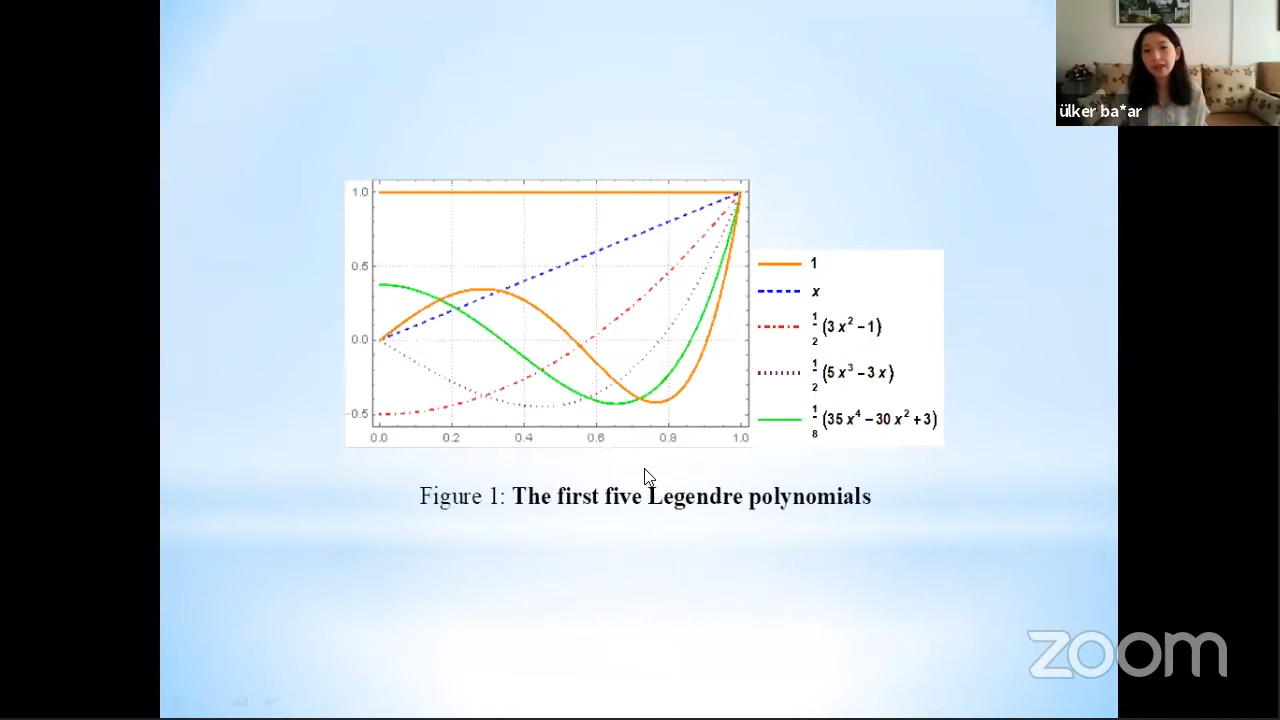 ülker ba*ar
1.0
0.5
0.0
-0.5
0.0 0.2 0.4 0.6 0.8 1.0
1
x
1/2 (3 x² − 1)
1/2 (5 x³ − 3 x)
1/8 (35 x⁴ − 30 x² + 3)
Figure 1: The first five Legendre polynomials
zoom